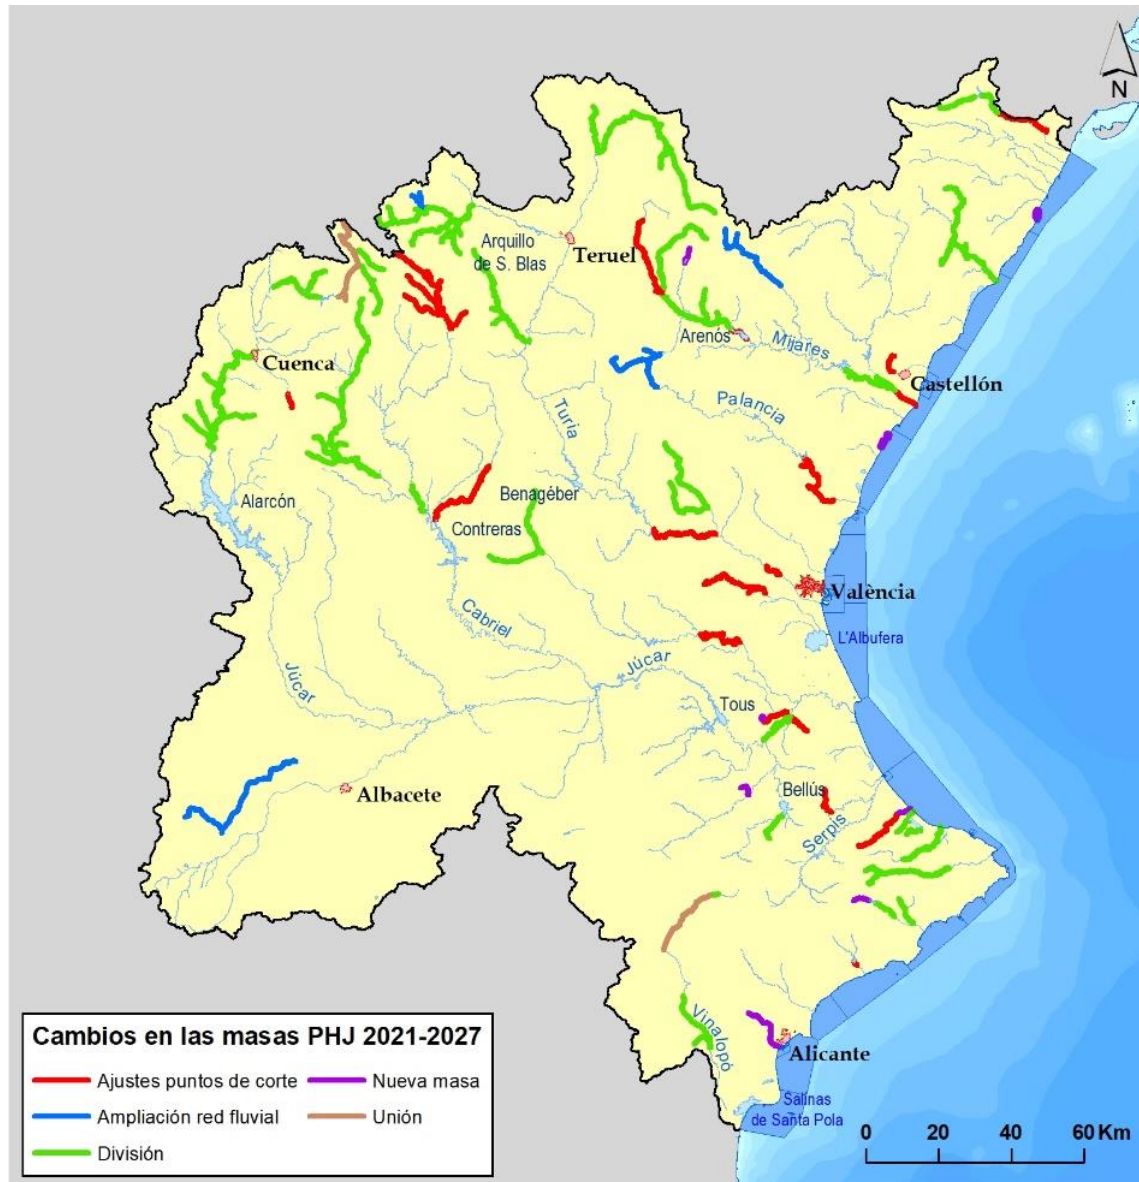 N
Arquillo
de S. Blas
Teruel
Arenós
Mijares
Cuenca
Castellón
Palancia
Turia
Alarcón
Benagéber
Contreras
València
L'Albufera
Cabriel
Júcar
Júcar
Tous
Albacete
Bellús
Serpis
Vinalopó
Alicante
Salinas
de Santa Pola
Cambios en las masas PHJ 2021-2027
Ajustes puntos de corte
Nueva masa
Ampliación red fluvial
Unión
División
0 20 40 60 Km